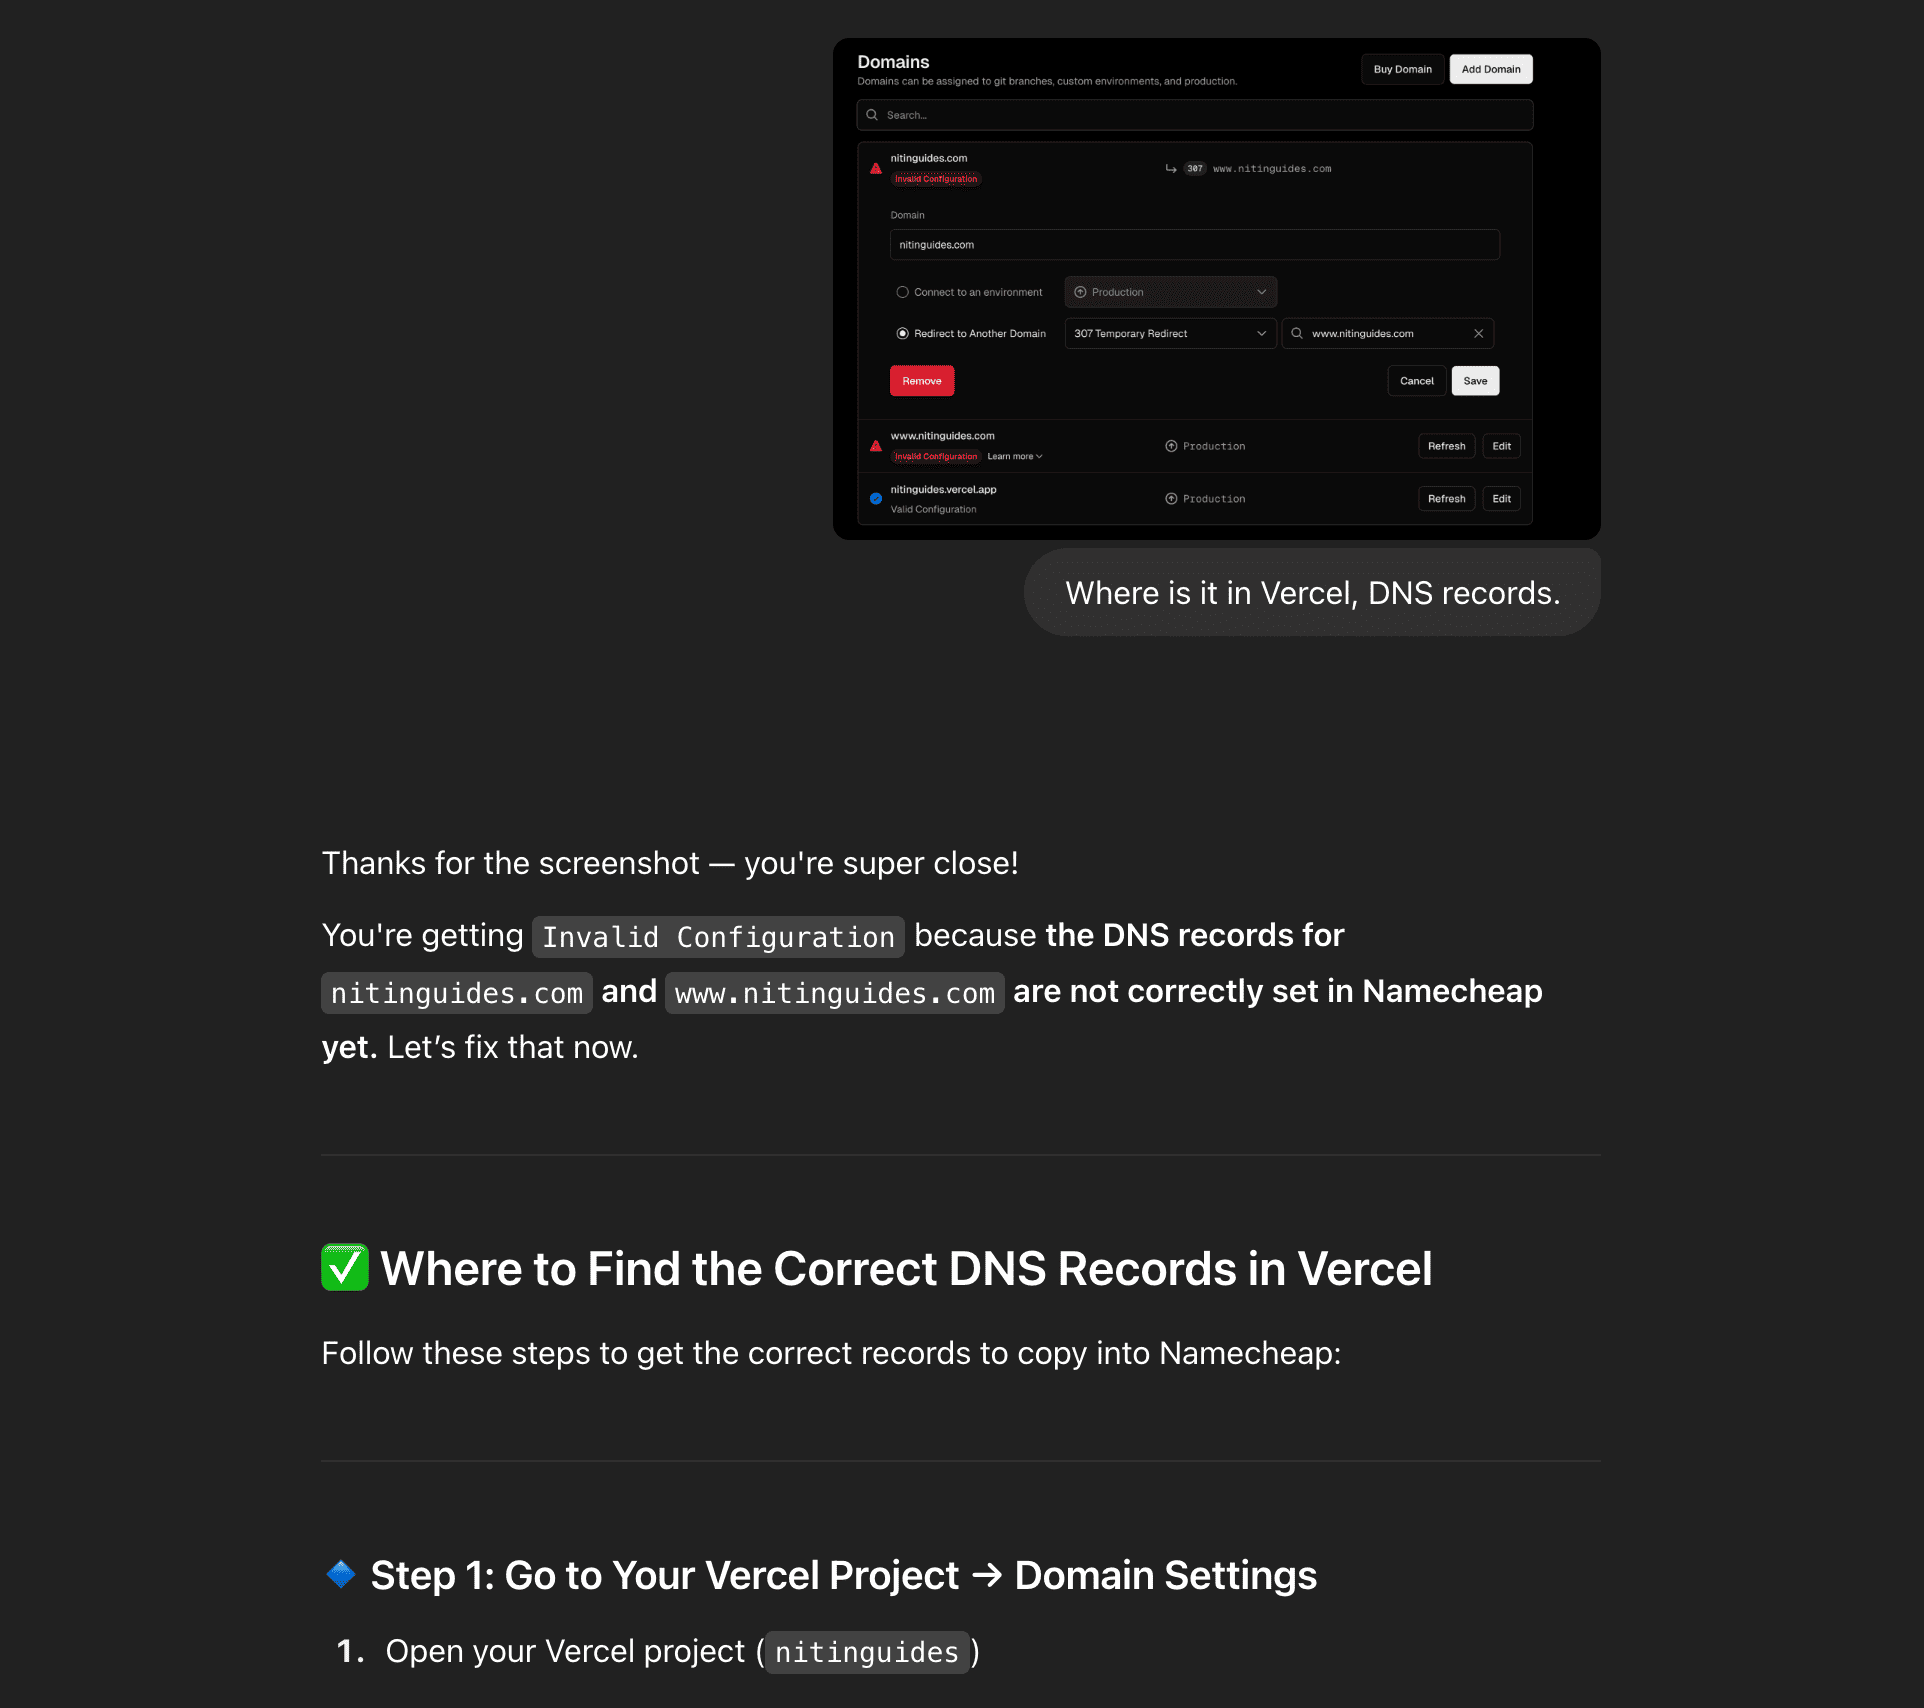 Domains
Domains can be assigned to git branches, custom environments, and production.
Buy Domain
Add Domain
Search...
nitinguides.com
Invalid Configuration
307 www.nitinguides.com
Domain
nitinguides.com
Connect to an environment
Production
Redirect to Another Domain
307 Temporary Redirect
www.nitinguides.com
Remove
Cancel
Save
www.nitinguides.com
Invalid Configuration Learn more
Production
Refresh
Edit
nitinguides.vercel.app
Valid Configuration
Production
Refresh
Edit
Where is it in Vercel, DNS records.
Thanks for the screenshot — you're super close!
You're getting Invalid Configuration because the DNS records for
nitinguides.com and www.nitinguides.com are not correctly set in Namecheap
yet. Let’s fix that now.
✅ Where to Find the Correct DNS Records in Vercel
Follow these steps to get the correct records to copy into Namecheap:
🔹 Step 1: Go to Your Vercel Project → Domain Settings
1. Open your Vercel project (nitinguides)